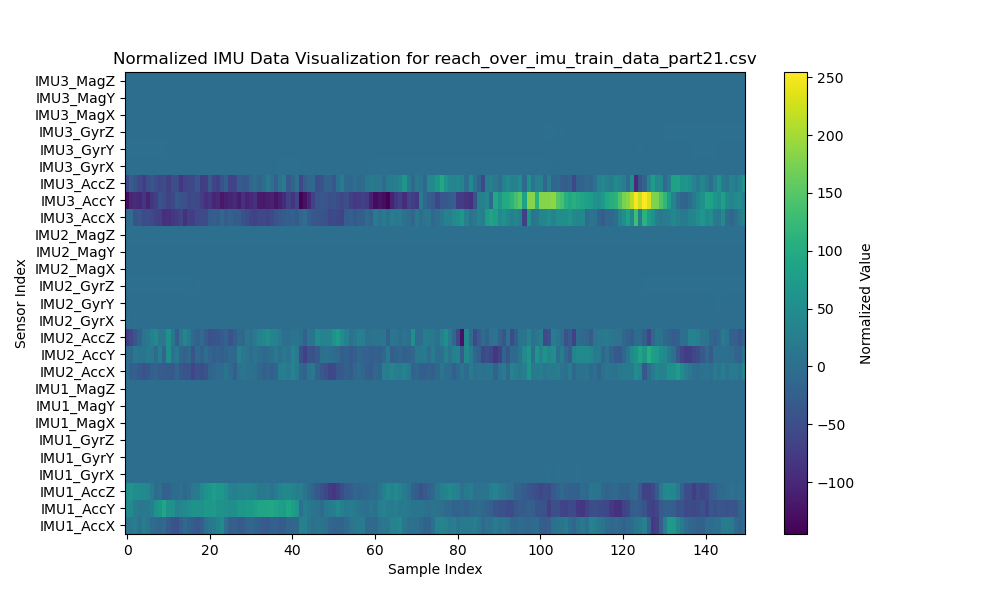 Normalized IMU Data Visualization for reach_over_imu_train_data_part21.csv
IMU3_MagZ
IMU3_MagY
IMU3_MagX
IMU3_GyrZ
IMU3_GyrY
IMU3_GyrX
IMU3_AccZ
IMU3_AccY
IMU3_AccX
IMU2_MagZ
IMU2_MagY
IMU2_MagX
IMU2_GyrZ
IMU2_GyrY
IMU2_GyrX
IMU2_AccZ
IMU2_AccY
IMU2_AccX
IMU1_MagZ
IMU1_MagY
IMU1_MagX
IMU1_GyrZ
IMU1_GyrY
IMU1_GyrX
IMU1_AccZ
IMU1_AccY
IMU1_AccX
Sensor Index
0 20 40 60 80 100 120 140
Sample Index
250
200
150
100
50
0
−50
−100
Normalized Value